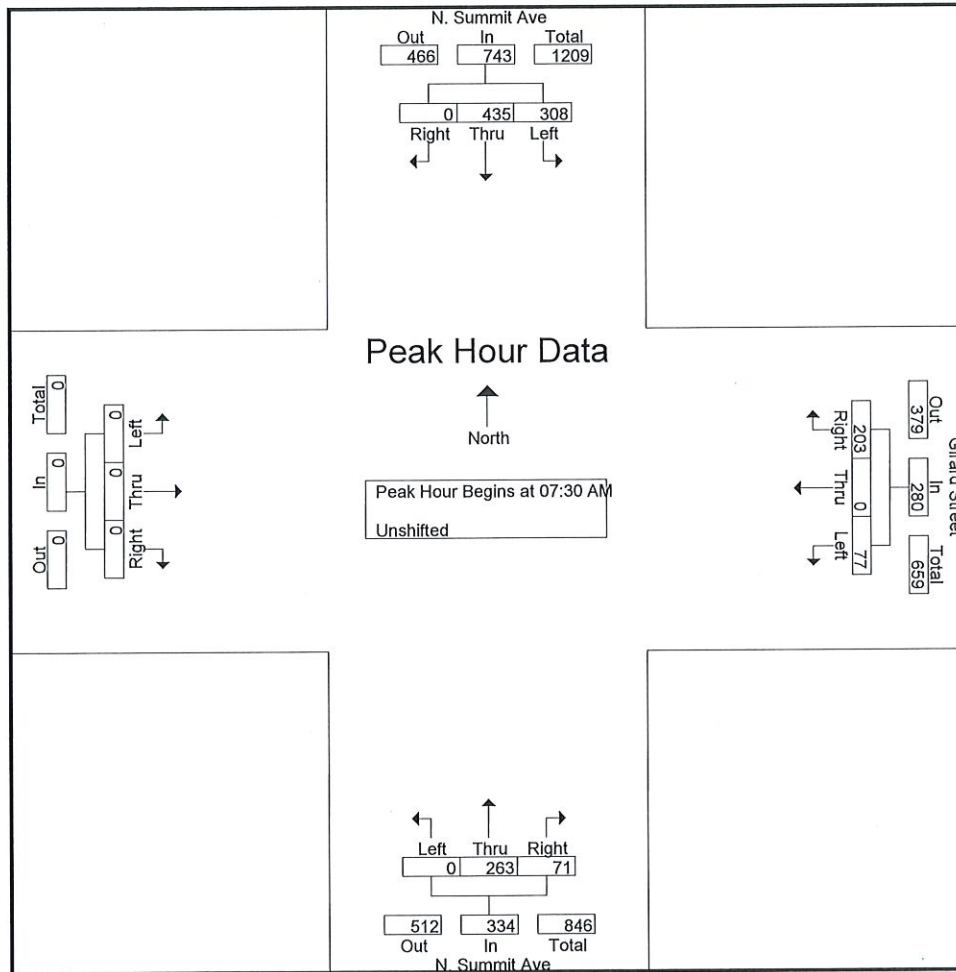 N. Summit Ave
Out In Total
466 743 1209
0 435 308
Right Thru Left
Peak Hour Data
North
Peak Hour Begins at 07:30 AM
Unshifted
Total In Out
0 0 0
0 0 0
Left Thru Right
Right Thru Left
203 0 77
Out In Total
379 280 659
Girard Street
Left Thru Right
0 263 71
512 334 846
Out In Total
N. Summit Ave